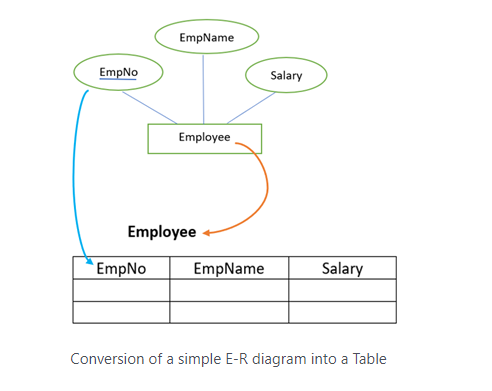 EmpName
EmpNo
Salary
Employee
Employee
EmpNo EmpName Salary
Conversion of a simple E-R diagram into a Table